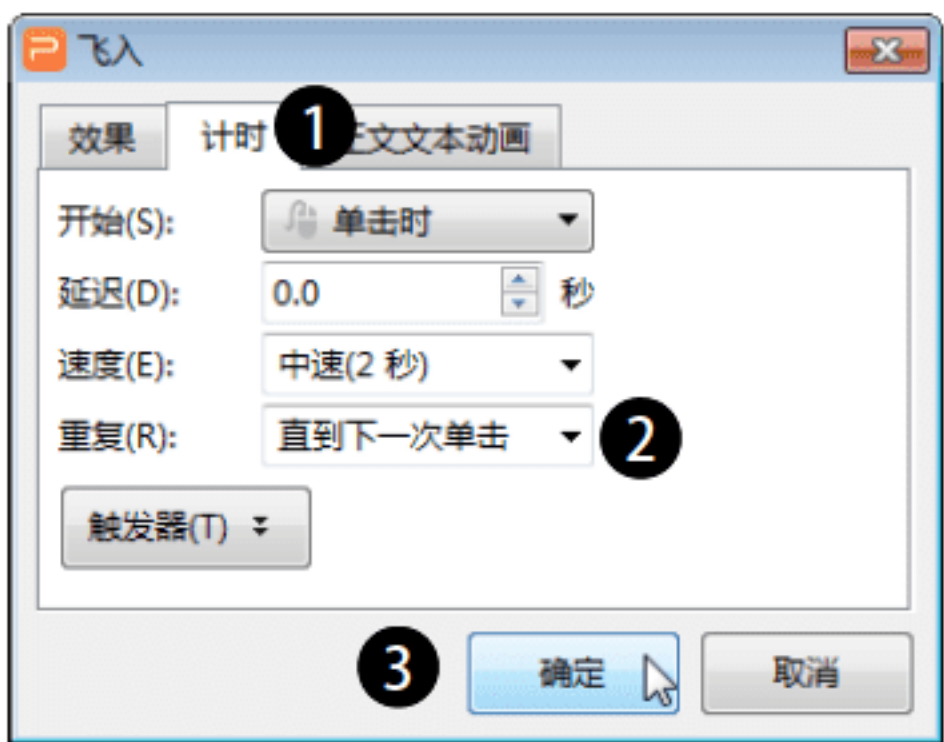 飞入
效果 计时 1 正文文本动画
开始(S): 单击时
延迟(D): 0.0 秒
速度(E): 中速(2 秒)
重复(R): 直到下一次单击 2
触发器(T)
3 确定 取消